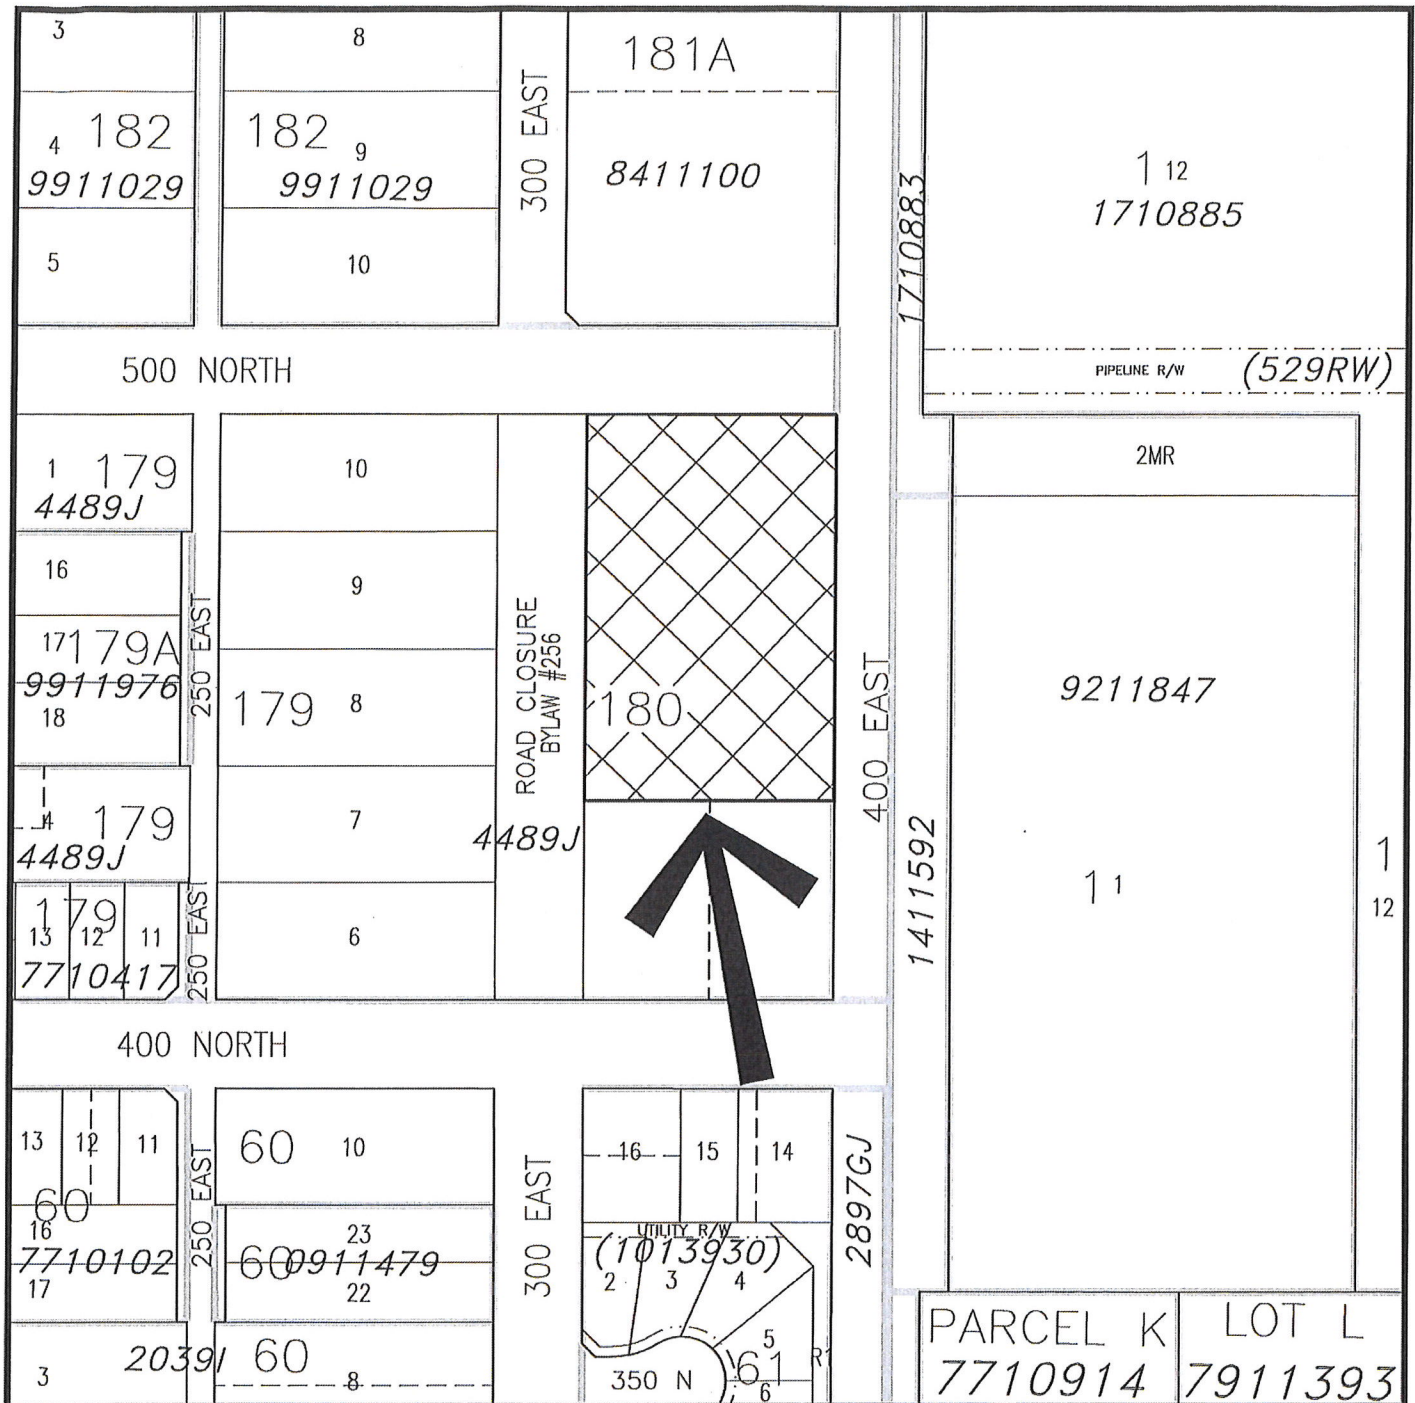 3
8
181A
4 182
182 9
9911029
9911029
300 EAST
8411100
1 12
1710885
1710883
5
10
500 NORTH
PIPELINE R/W (529RW)
1 179
4489J
10
2MR
16
9
17 179A
9911976
18
250 EAST
179 8
ROAD CLOSURE
BYLAW #256
180
400 EAST
9211847
4 179
4489J
7
4489J
1411592
1 1
1
12
179
13 12 11
7710417
250 EAST
6
400 NORTH
13 12 11
60 10
16 15 14
2897GJ
60
16
7710102
17
250 EAST
23
60 0911479
22
300 EAST
UTILITY R/W
(1013930)
2 3 4
5
61
6
R1
350 N
3
2039I 60
8
PARCEL K
7710914
LOT L
7911393